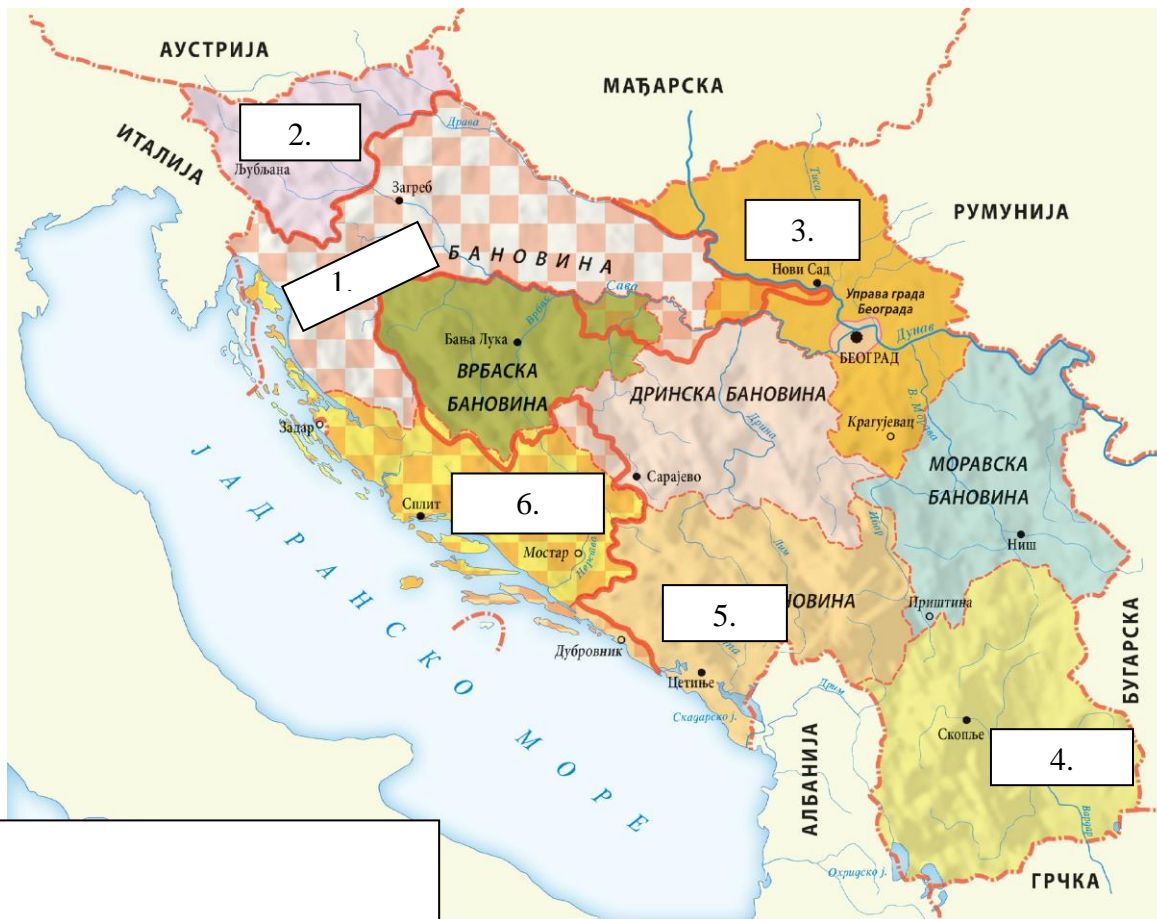 АУСТРИЈА
МАЂАРСКА
ИТАЛИЈА
РУМУНИЈА
2.
Љубљана
Драва
Загреб
Тиса
3.
Нови Сад
1.
БАНОВИНА
Сава
Управа града
Београда
Дунав
БЕОГРАД
Врбас
Бања Лука
ВРБАСКА
БАНОВИНА
ДРИНСКА БАНОВИНА
Дрина
В. Морава
Крагујевац
Задар
МОРАВСКА
БАНОВИНА
Сарајево
6.
Сплит
Ибар
Ниш
Мостар
Неретва
Лим
5.
НОВИНА
Приштина
Дубровник
Цетиње
Скадарско ј.
Дрим
БУГАРСКА
Скопље
4.
ЈАДРАНСКО МОРЕ
АЛБАНИЈА
Вардар
Охридско ј.
ГРЧКА